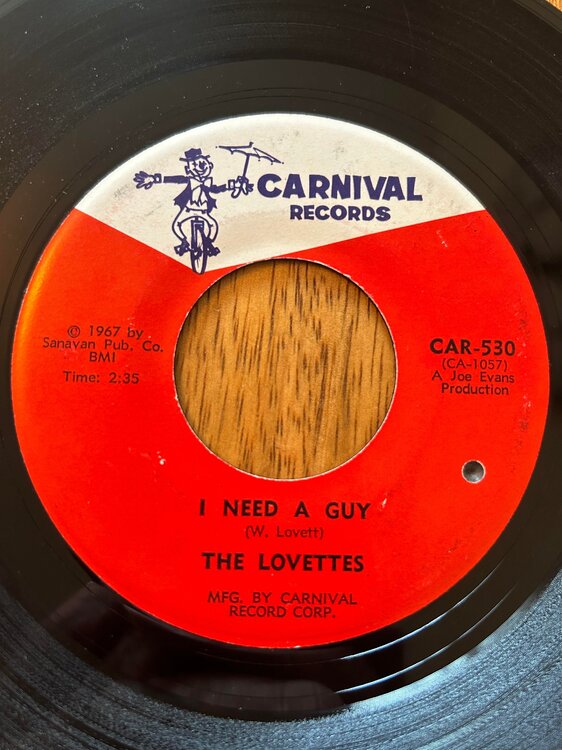 CARNIVAL
RECORDS
© 1967 by
Sanavan Pub. Co.
BMI
Time: 2:35
CAR-530
(CA-1057)
A Joe Evans
Production
I NEED A GUY
(W. Lovett)
THE LOVETTES
MFG. BY CARNIVAL
RECORD CORP.